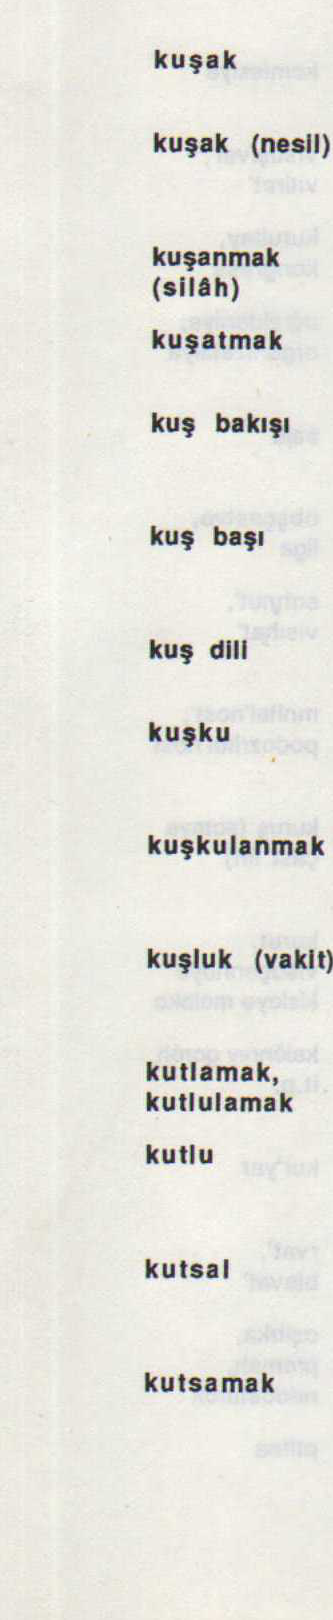 kuşak
kuşak (nesil)
kuşanmak
(silâh)
kuşatmak
kuş bakışı
kuş başı
kuş dili
kuşku
kuşkulanmak
kuşluk (vakit)
kutlamak,
kutlulamak
kutlu
kutsal
kutsamak